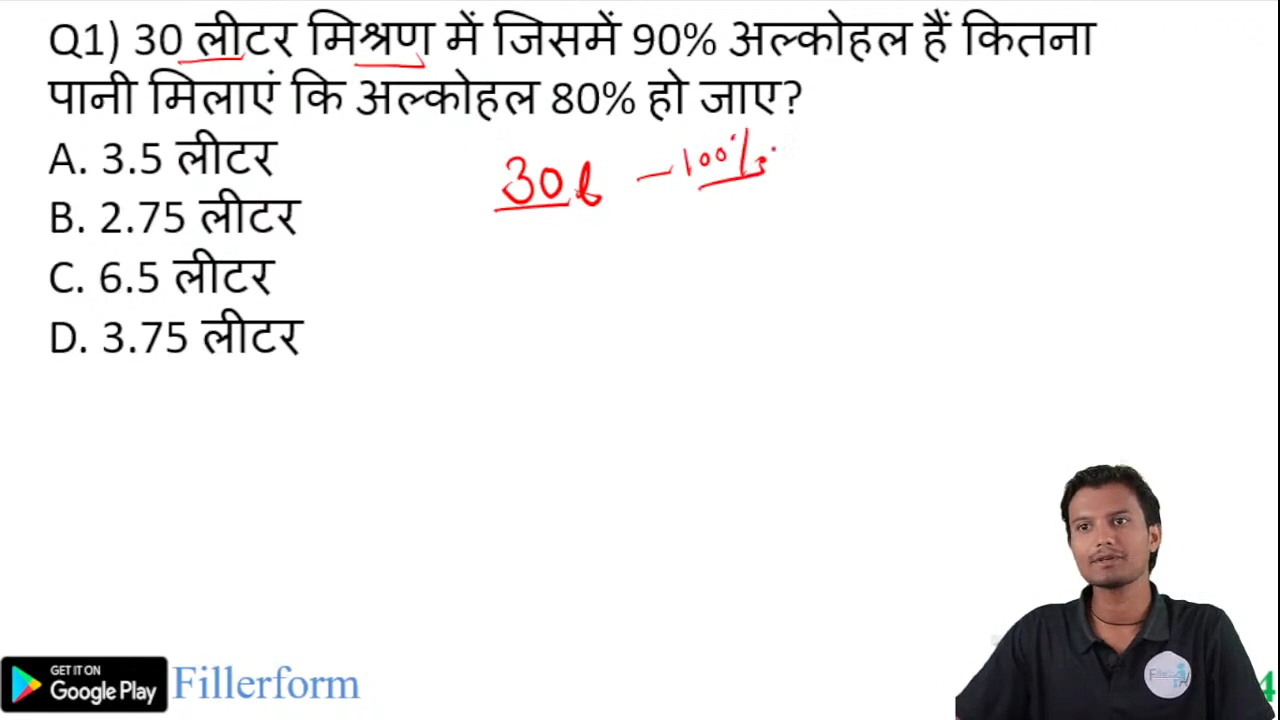 Q1) 30 लीटर मिश्रण में जिसमें 90% अल्कोहल हैं कितना
पानी मिलाएं कि अल्कोहल 80% हो जाए?
A. 3.5 लीटर
30l – 100%
B. 2.75 लीटर
C. 6.5 लीटर
D. 3.75 लीटर
GET IT ON
Google Play
Fillerform
4